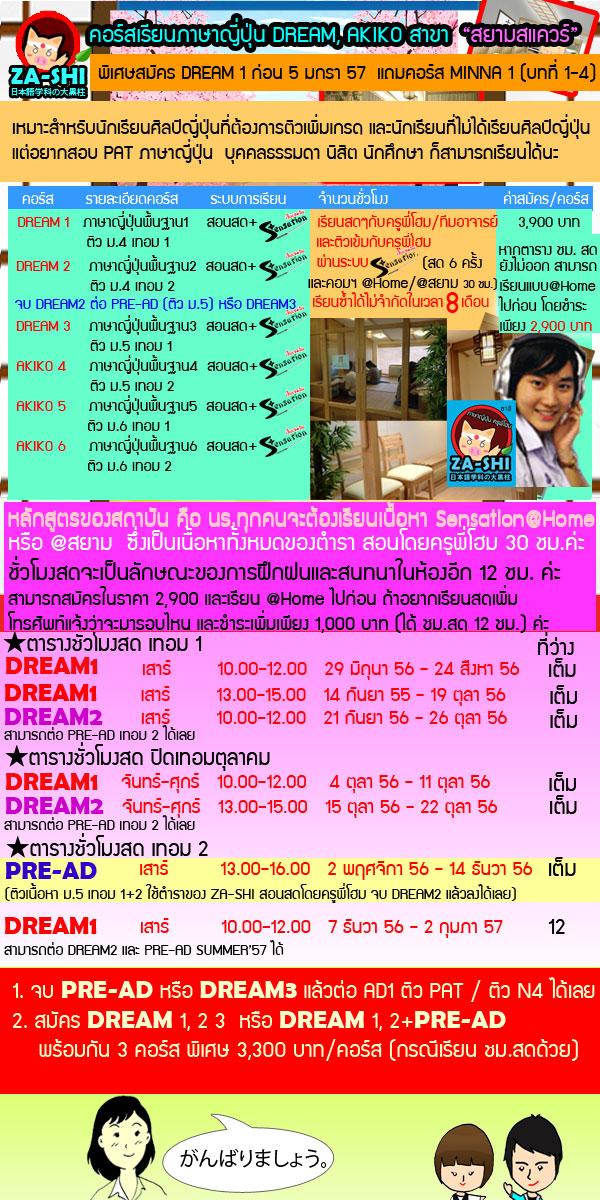 คอร์สเรียนภาษาญี่ปุ่น DREAM, AKIKO สาขา "สยามสแควร์"
ZA-SHI
日本語学科の大黒柱
พิเศษสมัคร DREAM 1 ก่อน 5 มกรา 57 แถมคอร์ส MINNA 1 (บทที่ 1-4)
เหมาะสำหรับนักเรียนศิลป์ญี่ปุ่นที่ต้องการติวเพิ่มเกรด และนักเรียนที่ไม่ได้เรียนศิลป์ญี่ปุ่น
แต่อยากสอบ PAT ภาษาญี่ปุ่น บุคคลธรรมดา นิสิต นักศึกษา ก็สามารถเรียนได้นะ
คอร์ส รายละเอียดคอร์ส ระบบการเรียน จำนวนชั่วโมง ค่าสมัคร/คอร์ส
DREAM 1 ภาษาญี่ปุ่นพื้นฐาน1 สอนสด+ Sensation
ติว ม.4 เทอม 1
DREAM 2 ภาษาญี่ปุ่นพื้นฐาน2 สอนสด+ Sensation
ติว ม.4 เทอม 2
จบ DREAM2 ต่อ PRE-AD (ติว ม.5) หรือ DREAM3
DREAM 3 ภาษาญี่ปุ่นพื้นฐาน3 สอนสด+ Sensation
ติว ม.5 เทอม 1
AKIKO 4 ภาษาญี่ปุ่นพื้นฐาน4 สอนสด+ Sensation
ติว ม.5 เทอม 2
AKIKO 5 ภาษาญี่ปุ่นพื้นฐาน5 สอนสด+ Sensation
ติว ม.6 เทอม 1
AKIKO 6 ภาษาญี่ปุ่นพื้นฐาน6 สอนสด+ Sensation
ติว ม.6 เทอม 2
เรียนสดๆกับครูพี่โฮม/ทีมอาจารย์
และติวเข้มกับครูพี่โฮม
ผ่านระบบ Sensation (สด 6 ครั้ง
และคอมฯ @Home/@สยาม 30 ชม.)
เรียนซ้ำได้ไม่จำกัดในเวลา 8 เดือน
3,900 บาท
หากตาราง ชม. สด
ยังไม่ออก สามารถ
เรียนแบบ@Home
ไปก่อน โดยชำระ
เพียง 2,900 บาท
ภาษาญี่ปุ่น ครูพี่โฮม
ZA-SHI
日本語学科の大黒柱
หลักสูตรของสถาบัน คือ นร.ทุกคนจะต้องเรียนเนื้อหา Sensation@Home
หรือ @สยาม ซึ่งเป็นเนื้อหาทั้งหมดของตำรา สอนโดยครูพี่โฮม 30 ชม.ค่ะ
ชั่วโมงสดจะเป็นลักษณะของการฝึกฝนและสนทนาในห้องอีก 12 ชม. ค่ะ
สามารถสมัครในราคา 2,900 และเรียน @Home ไปก่อน ถ้าอยากเรียนสดเพิ่ม
โทรศัพท์แจ้งว่าจะมารอบไหน และชำระเพิ่มเพียง 1,000 บาท (ได้ ชม.สด 12 ชม.) ค่ะ
★ตารางชั่วโมงสด เทอม 1 ที่ว่าง
DREAM1 เสาร์ 10.00-12.00 29 มิถุนา 56 - 24 สิงหา 56 เต็ม
DREAM1 เสาร์ 13.00-15.00 14 กันยา 55 - 19 ตุลา 56 เต็ม
DREAM2 เสาร์ 10.00-12.00 21 กันยา 56 - 26 ตุลา 56 เต็ม
สามารถต่อ PRE-AD เทอม 2 ได้เลย
★ตารางชั่วโมงสด ปิดเทอมตุลาคม
DREAM1 จันทร์-ศุกร์ 10.00-12.00 4 ตุลา 56 - 11 ตุลา 56 เต็ม
DREAM2 จันทร์-ศุกร์ 13.00-15.00 15 ตุลา 56 - 22 ตุลา 56 เต็ม
สามารถต่อ PRE-AD เทอม 2 ได้เลย
★ตารางชั่วโมงสด เทอม 2
PRE-AD เสาร์ 13.00-16.00 2 พฤศจิกา 56 - 14 ธันวา 56 เต็ม
(ติวเนื้อหา ม.5 เทอม 1+2 ใช้ตำราของ ZA-SHI สอนสดโดยครูพี่โฮม จบ DREAM2 แล้วลงได้เลย)
DREAM1 เสาร์ 10.00-12.00 7 ธันวา 56 - 2 กุมภา 57 12
สามารถต่อ DREAM2 และ PRE-AD SUMMER'57 ได้
1. จบ PRE-AD หรือ DREAM3 แล้วต่อ AD1 ติว PAT / ติว N4 ได้เลย
2. สมัคร DREAM 1, 2 3 หรือ DREAM 1, 2+PRE-AD
พร้อมกัน 3 คอร์ส พิเศษ 3,300 บาท/คอร์ส (กรณีเรียน ชม.สดด้วย)
がんばりましょう。